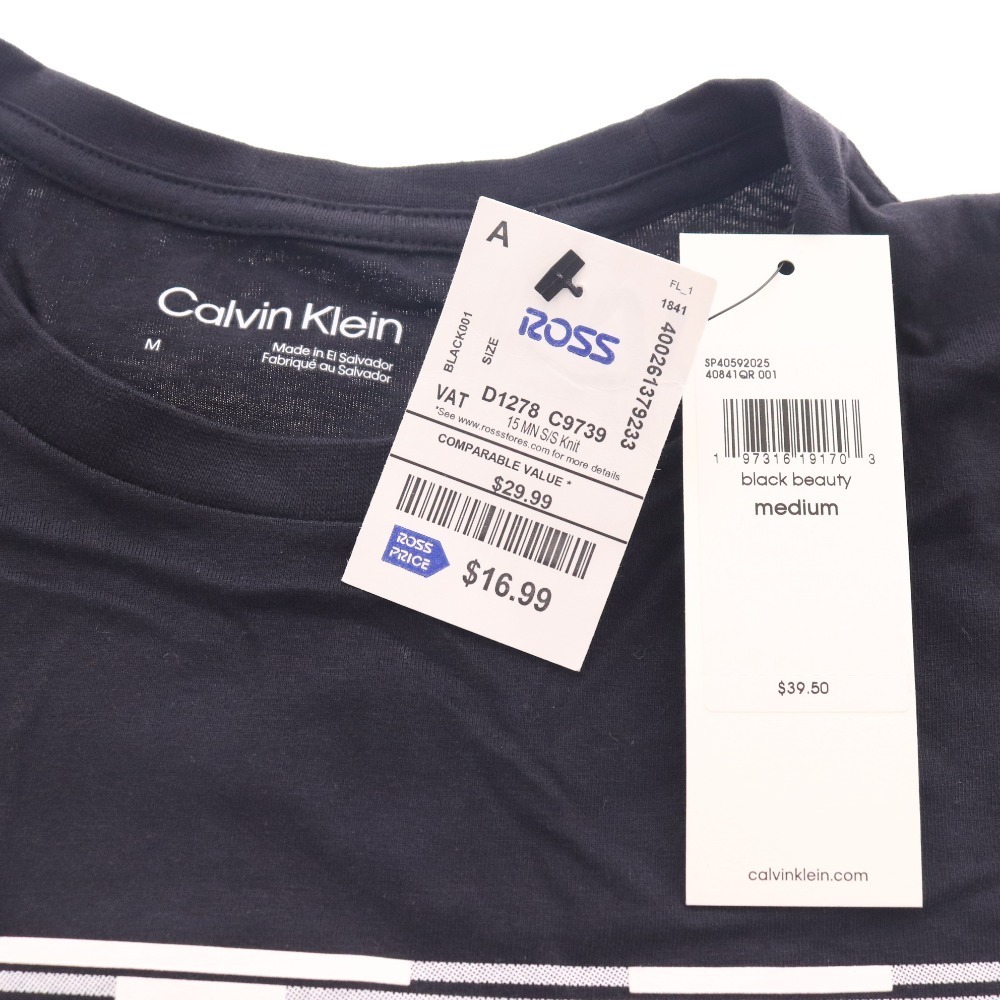 Calvin Klein
M
Made in El Salvador
Fabriqué au Salvador
A
FL_1
1841
ROSS
400261379233
BLACK001
SIZE
VAT D1278 C9739
15 MN S/S Knit
*See www.rossstores.com for more details
COMPARABLE VALUE *
$29.99
ROSS
PRICE
$16.99
SP40592025
40841QR 001
1 97316 19170 3
black beauty
medium
$39.50
calvinklein.com